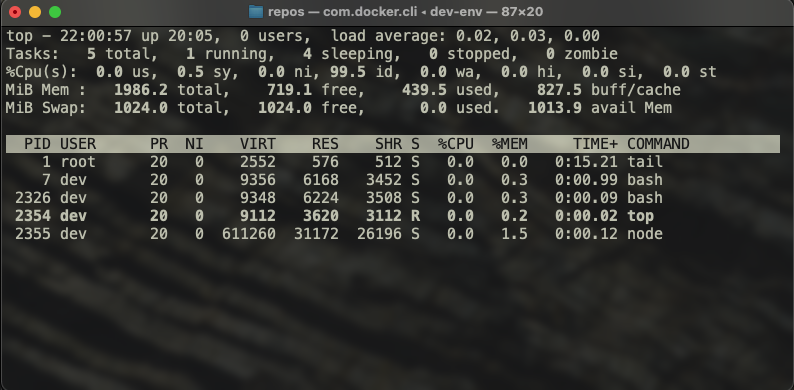 repos — com.docker.cli ◂ dev-env — 87×20
top - 22:00:57 up 20:05,  0 users,  load average: 0.02, 0.03, 0.00
Tasks:   5 total,   1 running,   4 sleeping,   0 stopped,   0 zombie
%Cpu(s):  0.0 us,  0.5 sy,  0.0 ni, 99.5 id,  0.0 wa,  0.0 hi,  0.0 si,  0.0 st
MiB Mem :   1986.2 total,    719.1 free,    439.5 used,    827.5 buff/cache
MiB Swap:   1024.0 total,   1024.0 free,      0.0 used.   1013.9 avail Mem
  PID USER      PR  NI    VIRT    RES    SHR S  %CPU  %MEM     TIME+ COMMAND
    1 root      20   0    2552    576    512 S   0.0   0.0   0:15.21 tail
    7 dev       20   0    9356   6168   3452 S   0.0   0.3   0:00.99 bash
 2326 dev       20   0    9348   6224   3508 S   0.0   0.3   0:00.09 bash
 2354 dev       20   0    9112   3620   3112 R   0.0   0.2   0:00.02 top
 2355 dev       20   0  611260  31172  26196 S   0.0   1.5   0:00.12 node